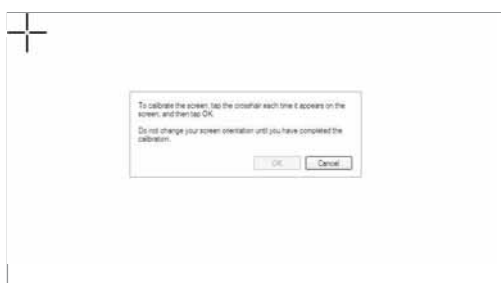 To calibrate the screen, tap the crosshair each time it appears on the
screen, and then tap OK.
Do not change your screen orientation until you have completed the
calibration.
OK
Cancel